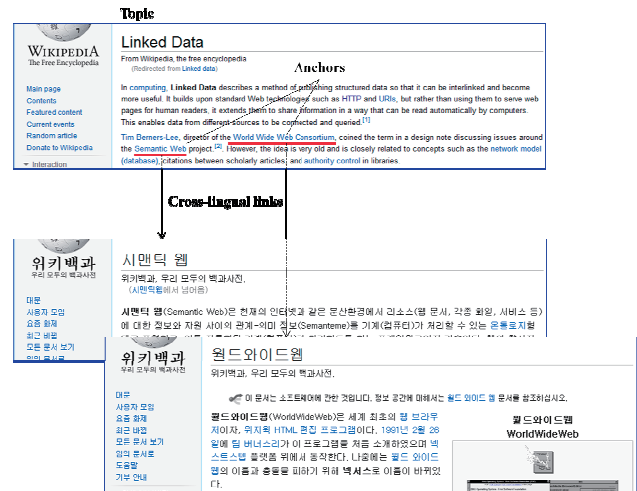 Topic
Linked Data
WIKIPEDIA
The Free Encyclopedia
From Wikipedia, the free encyclopedia
(Redirected from Linked data)
Anchors
Main page
Contents
Featured content
Current events
Random article
Donate to Wikipedia
Interaction
In computing, Linked Data describes a method of publishing structured data so that it can be interlinked and become
more useful. It builds upon standard Web technologies such as HTTP and URIs, but rather than using them to serve web
pages for human readers, it extends them to share information in a way that can be read automatically by computers.
This enables data from different sources to be connected and queried.[1]
Tim Berners-Lee, director of the World Wide Web Consortium, coined the term in a design note discussing issues around
the Semantic Web project.[2] However, the idea is very old and is closely related to concepts such as the network model
(database), citations between scholarly articles, and authority control in libraries.
Cross-lingual links
위키백과
우리 모두의 백과사전
대문
사용자 모임
요즘 화제
최근 바뀜
모든 문서 보기
임의 문서로
시맨틱 웹
위키백과, 우리 모두의 백과사전.
(시맨틱웹에서 넘어옴)
시맨틱 웹(Semantic Web)은 현재의 인터넷과 같은 분산환경에서 리소스(웹 문서, 각종 화일, 서비스 등)
에 대한 정보와 자원 사이의 관계-의미 정보(Semanteme)를 기계(컴퓨터)가 처리할 수 있는 온톨로지형
위키백과
우리 모두의 백과사전
대문
사용자 모임
요즘 화제
최근 바뀜
모든 문서 보기
임의 문서로
도움말
기부 안내
월드와이드웹
위키백과, 우리 모두의 백과사전.
이 문서는 소프트웨어에 관한 것입니다. 정보 공간에 대해서는 월드 와이드 웹 문서를 참조하십시오.
월드와이드웹(WorldWideWeb)은 세계 최초의 웹 브라우
저이자, 위지윅 HTML 편집 프로그램이다. 1991년 2월 26
일에 팀 버너스리가 이 프로그램을 처음 소개하였으며 넥
스트스텝 플랫폼 위에서 동작한다. 나중에는 월드 와이드
웹의 이름과 충돌을 피하기 위해 넥서스로 이름이 바뀌었
다.
월드와이드웹
WorldWideWeb